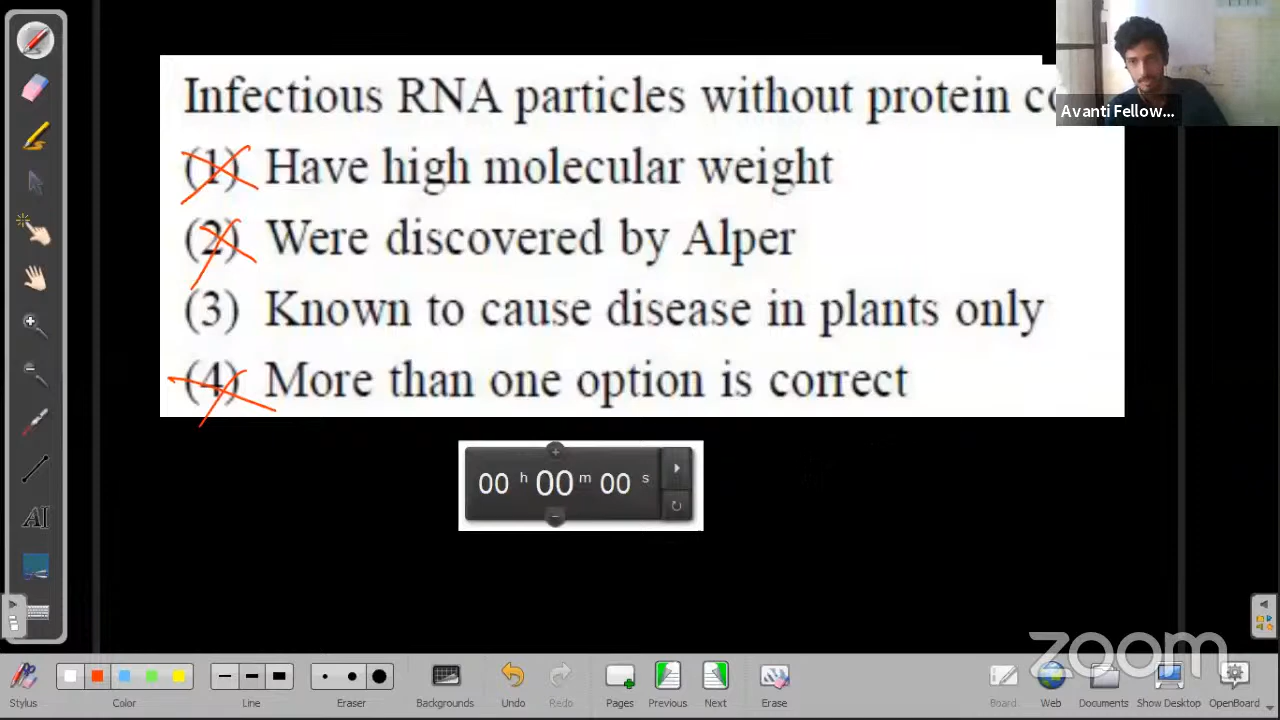 Infectious RNA particles without protein
(1) Have high molecular weight
(2) Were discovered by Alper
(3) Known to cause disease in plants only
(4) More than one option is correct
Avanti Fellow...
00 h 00 m 00 s
zoom
Stylus
Color
Line
Eraser
Backgrounds
Undo
Redo
Pages
Previous
Next
Erase
Board
Web
Documents
Show Desktop
OpenBoard